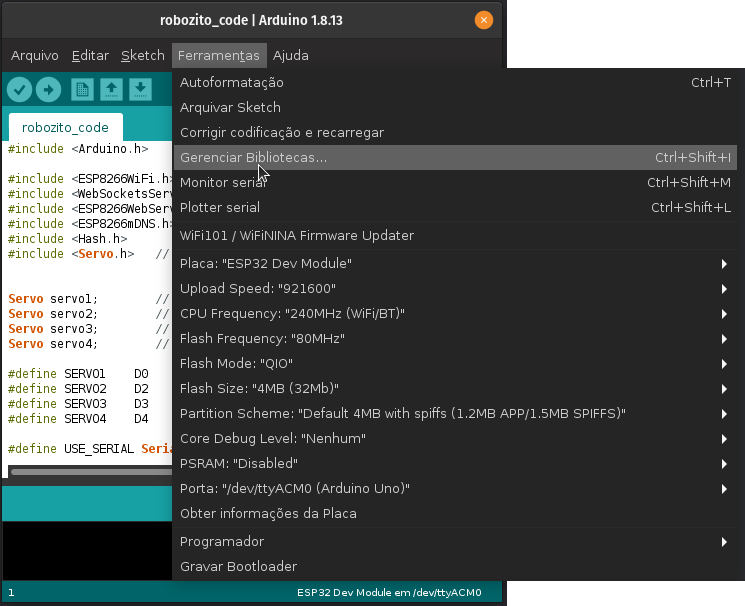 robozito_code | Arduino 1.8.13
Arquivo Editar Sketch Ferramentas Ajuda
robozito_code
#include <Arduino.h>
#include <ESP8266WiFi.h>
#include <WebSocketsServ
#include <ESP8266WebServ
#include <ESP8266mDNS.h>
#include <Hash.h>
#include <Servo.h> //
Servo servo1; //
Servo servo2; //
Servo servo3; //
Servo servo4; //
#define SERVO1 D0
#define SERVO2 D2
#define SERVO3 D3
#define SERVO4 D4
#define USE_SERIAL Seria
Autoformatação Ctrl+T
Arquivar Sketch
Corrigir codificação e recarregar
Gerenciar Bibliotecas... Ctrl+Shift+I
Monitor serial Ctrl+Shift+M
Plotter serial Ctrl+Shift+L
WiFi101 / WiFiNINA Firmware Updater
Placa: "ESP32 Dev Module"
Upload Speed: "921600"
CPU Frequency: "240MHz (WiFi/BT)"
Flash Frequency: "80MHz"
Flash Mode: "QIO"
Flash Size: "4MB (32Mb)"
Partition Scheme: "Default 4MB with spiffs (1.2MB APP/1.5MB SPIFFS)"
Core Debug Level: "Nenhum"
PSRAM: "Disabled"
Porta: "/dev/ttyACM0 (Arduino Uno)"
Obter informações da Placa
Programador
Gravar Bootloader
1 ESP32 Dev Module em /dev/ttyACM0